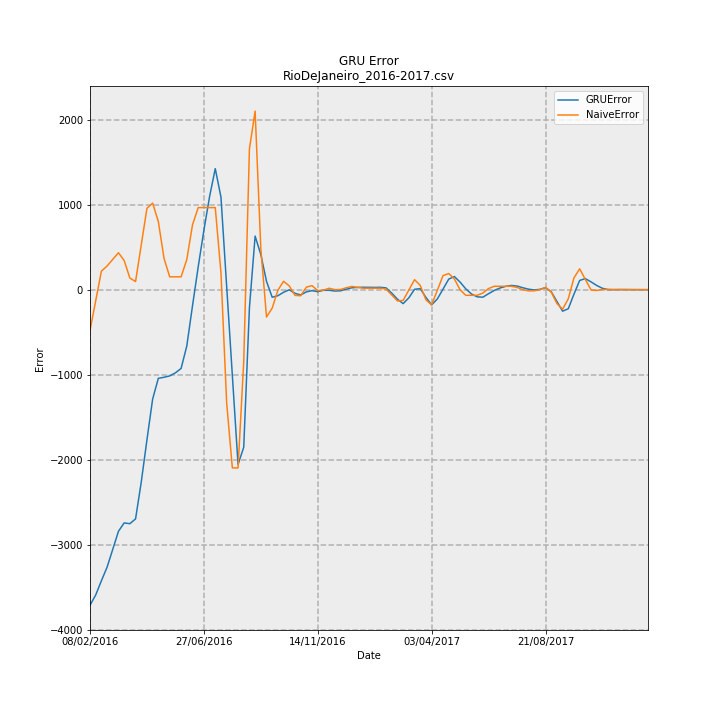 GRU Error
RioDeJaneiro_2016-2017.csv
GRUError
NaiveError
2000
1000
0
−1000
−2000
−3000
−4000
Error
08/02/2016 27/06/2016 14/11/2016 03/04/2017 21/08/2017
Date